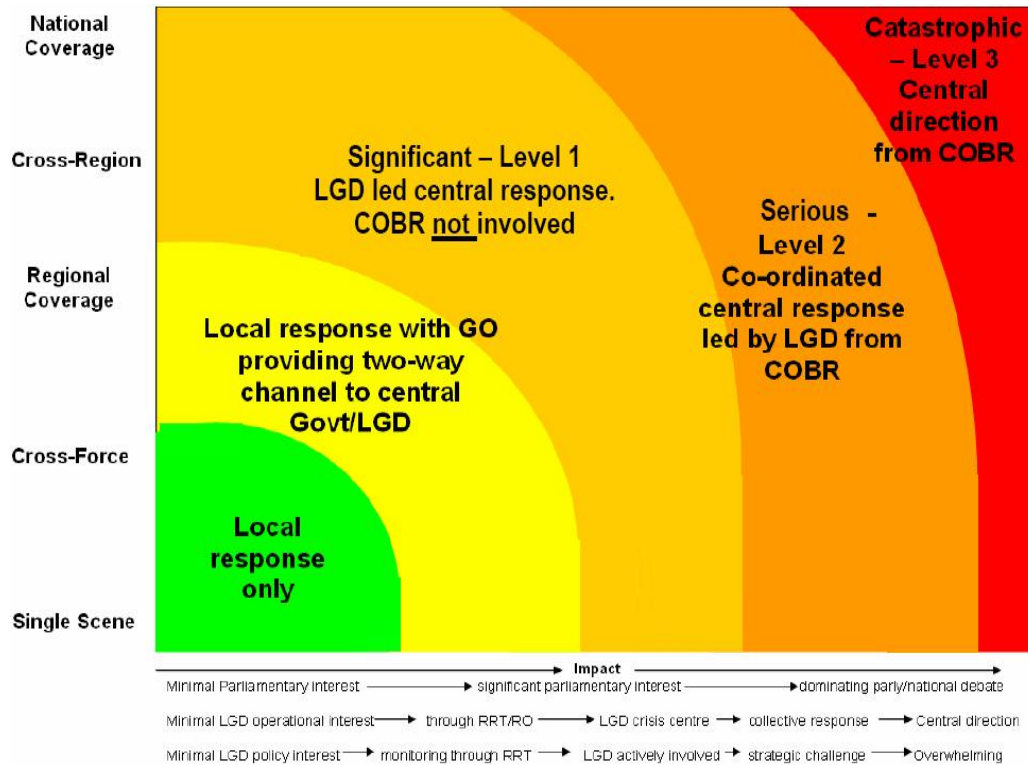 National
Coverage
Cross-Region
Regional
Coverage
Cross-Force
Single Scene
Catastrophic
– Level 3
Central
direction
from COBR
Significant – Level 1
LGD led central response.
COBR not involved
Serious -
Level 2
Co-ordinated
central response
led by LGD from
COBR
Local response with GO
providing two-way
channel to central
Govt/LGD
Local
response
only
Impact
Minimal Parliamentary interest significant parliamentary interest dominating parly/national debate
Minimal LGD operational interest through RRT/RO LGD crisis centre collective response Central direction
Minimal LGD policy interest monitoring through RRT LGD actively involved strategic challenge Overwhelming